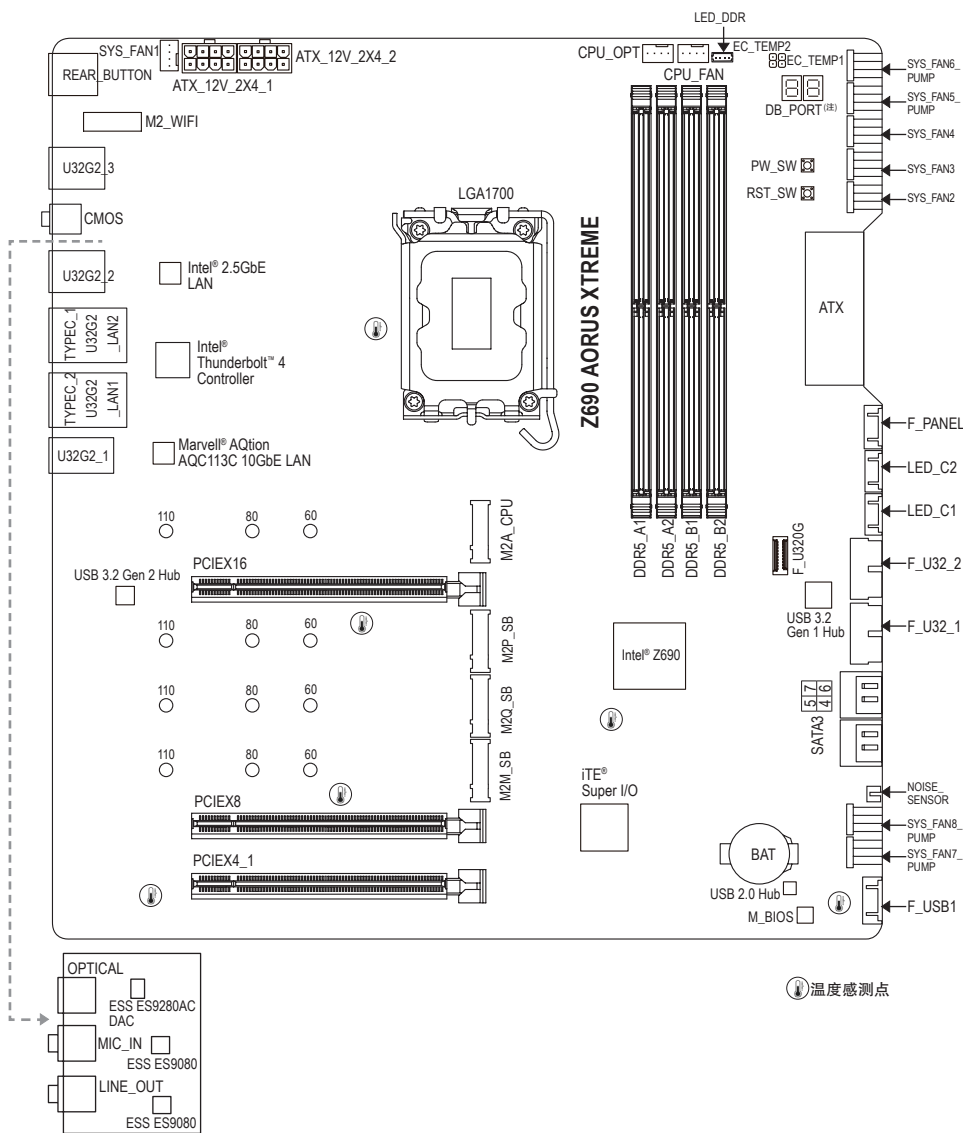 LED_DDR
SYS_FAN1
ATX_12V_2X4_2
CPU_OPT
EC_TEMP2
EC_TEMP1
REAR_BUTTON
ATX_12V_2X4_1
CPU_FAN
SYS_FAN6_
PUMP
88
DB_PORT(注)
SYS_FAN5_
PUMP
M2_WIFI
SYS_FAN4
U32G2_3
PW_SW
SYS_FAN3
RST_SW
SYS_FAN2
LGA1700
CMOS
U32G2_2
Intel® 2.5GbE
LAN
Z690 AORUS XTREME
ATX
TYPEC_1
U32G2
_LAN2
Intel®
Thunderbolt™ 4
Controller
TYPEC_2
U32G2
_LAN1
F_PANEL
U32G2_1
Marvell® AQtion
AQC113C 10GbE LAN
LED_C2
LED_C1
110 80 60
M2A_CPU
DDR5_A1
DDR5_A2
DDR5_B1
DDR5_B2
F_U320G
F_U32_2
USB 3.2 Gen 2 Hub
PCIEX16
USB 3.2
Gen 1 Hub
F_U32_1
110 80 60
M2P_SB
Intel® Z690
110 80 60
M2Q_SB
5 7
4 6
SATA3
110 80 60
M2M_SB
iTE®
Super I/O
NOISE_
SENSOR
PCIEX8
SYS_FAN8_
PUMP
PCIEX4_1
BAT
SYS_FAN7_
PUMP
USB 2.0 Hub
M_BIOS
F_USB1
OPTICAL
ESS ES9280AC
DAC
MIC_IN
ESS ES9080
LINE_OUT
ESS ES9080
温度感测点